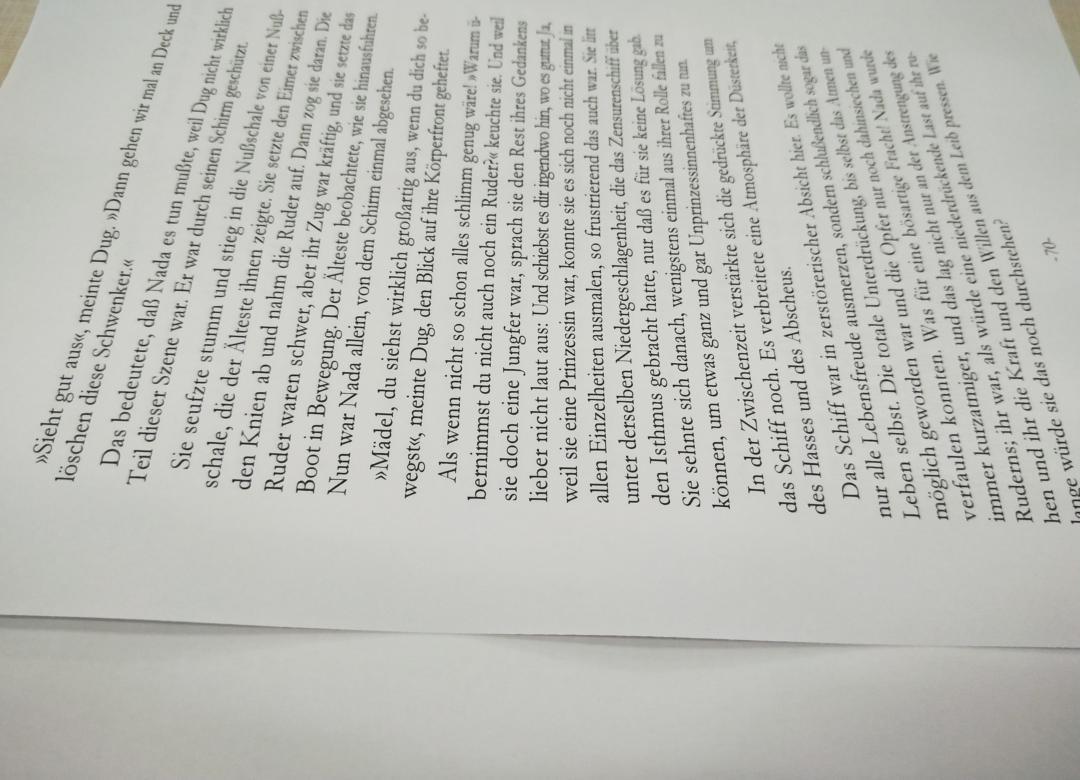 »Sieht gut aus«, meinte Dug. »Dann gehen wir mal an Deck und
löschen diese Schwenker.«
Das bedeutete, daß Nada es tun mußte, weil Dug nicht wirklich
Teil dieser Szene war. Er war durch seinen Schirm geschützt.
Sie seufzte stumm und stieg in die Nußschale von einer Nuß-
schale, die der Älteste ihnen zeigte. Sie setzte den Eimer zwischen
den Knien ab und nahm die Ruder auf. Dann zog sie daran. Die
Ruder waren schwer, aber ihr Zug war kräftig, und sie setzte das
Boot in Bewegung. Der Älteste beobachtete, wie sie hinausfuhren.
Nun war Nada allein, von dem Schirm einmal abgesehen.
»Mädel, du siehst wirklich großartig aus, wenn du dich so be-
wegst«, meinte Dug, den Blick auf ihre Körperfront geheftet.
Als wenn nicht so schon alles schlimm genug wäre! »Warum ü-
bernimmst du nicht auch noch ein Ruder?« keuchte sie. Und weil
sie doch eine Jungfer war, sprach sie den Rest ihres Gedankens
lieber nicht laut aus: Und schiebst es dir irgendwo hin, wo es guttut. Ja,
weil sie eine Prinzessin war, konnte sie es sich noch nicht einmal in
allen Einzelheiten ausmalen, so frustrierend das auch war. Sie litt
unter derselben Niedergeschlagenheit, die das Zensurenschiff über
den Isthmus gebracht hatte, nur daß es für sie keine Lösung gab.
Sie sehnte sich danach, wenigstens einmal aus ihrer Rolle fallen zu
können, um etwas ganz und gar Unprinzessinnenhaftes zu tun.
In der Zwischenzeit verstärkte sich die gedrückte Stimmung um
das Schiff noch. Es verbreitete eine Atmosphäre der Düsterkeit,
des Hasses und des Abscheus.
Das Schiff war in zerstörerischer Absicht hier. Es wollte nicht
nur alle Lebensfreude ausmerzen, sondern schlußendlich sogar das
Leben selbst. Die totale Unterdrückung, bis selbst das Atmen un-
möglich geworden war und die Opfer nur noch dahinsiechen und
verfaulen konnten. Was für eine bösartige Fracht! Nada wurde
immer kurzatmiger, und das lag nicht nur an der Anstrengung des
Ruderns; ihr war, als würde eine niederdrückende Last auf ihr ru-
hen und ihr die Kraft und den Willen aus dem Leib pressen. Wie
lange würde sie das noch durchstehen?
-70-